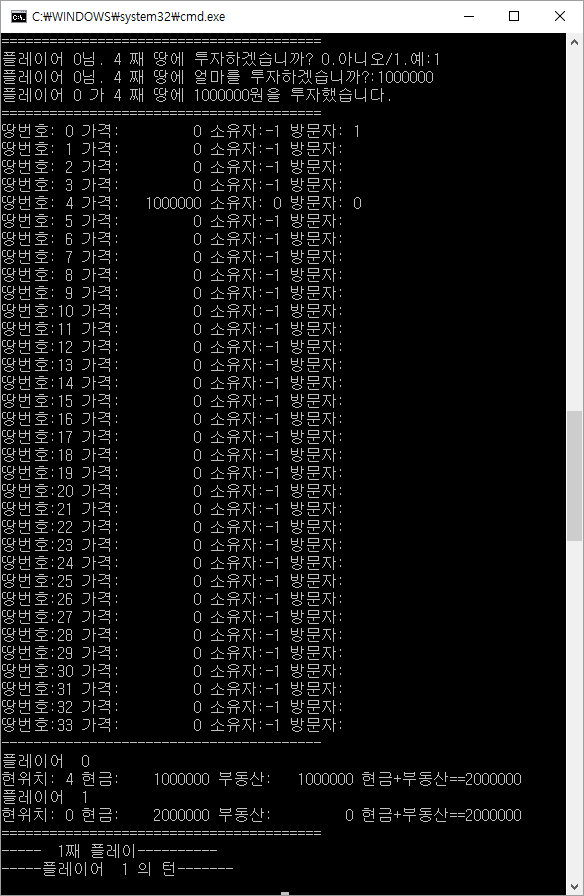 C:₩WINDOWS₩system32₩cmd.exe
========================================
플레이어 0님. 4 째 땅에 투자하겠습니까? 0.아니오/1.예:1
플레이어 0님. 4 째 땅에 얼마를 투자하겠습니까?:1000000
플레이어 0 가 4 째 땅에 1000000원을 투자했습니다.
========================================
땅번호: 0 가격:         0 소유자:-1 방문자: 1
땅번호: 1 가격:         0 소유자:-1 방문자:
땅번호: 2 가격:         0 소유자:-1 방문자:
땅번호: 3 가격:         0 소유자:-1 방문자:
땅번호: 4 가격:   1000000 소유자: 0 방문자: 0
땅번호: 5 가격:         0 소유자:-1 방문자:
땅번호: 6 가격:         0 소유자:-1 방문자:
땅번호: 7 가격:         0 소유자:-1 방문자:
땅번호: 8 가격:         0 소유자:-1 방문자:
땅번호: 9 가격:         0 소유자:-1 방문자:
땅번호:10 가격:         0 소유자:-1 방문자:
땅번호:11 가격:         0 소유자:-1 방문자:
땅번호:12 가격:         0 소유자:-1 방문자:
땅번호:13 가격:         0 소유자:-1 방문자:
땅번호:14 가격:         0 소유자:-1 방문자:
땅번호:15 가격:         0 소유자:-1 방문자:
땅번호:16 가격:         0 소유자:-1 방문자:
땅번호:17 가격:         0 소유자:-1 방문자:
땅번호:18 가격:         0 소유자:-1 방문자:
땅번호:19 가격:         0 소유자:-1 방문자:
땅번호:20 가격:         0 소유자:-1 방문자:
땅번호:21 가격:         0 소유자:-1 방문자:
땅번호:22 가격:         0 소유자:-1 방문자:
땅번호:23 가격:         0 소유자:-1 방문자:
땅번호:24 가격:         0 소유자:-1 방문자:
땅번호:25 가격:         0 소유자:-1 방문자:
땅번호:26 가격:         0 소유자:-1 방문자:
땅번호:27 가격:         0 소유자:-1 방문자:
땅번호:28 가격:         0 소유자:-1 방문자:
땅번호:29 가격:         0 소유자:-1 방문자:
땅번호:30 가격:         0 소유자:-1 방문자:
땅번호:31 가격:         0 소유자:-1 방문자:
땅번호:32 가격:         0 소유자:-1 방문자:
땅번호:33 가격:         0 소유자:-1 방문자:
----------------------------------------
플레이어  0
현위치: 4 현금:    1000000 부동산:   1000000 현금+부동산==2000000
플레이어  1
현위치: 0 현금:    2000000 부동산:         0 현금+부동산==2000000
========================================
-----  1째 플레이----------
-----플레이어  1 의 턴-------